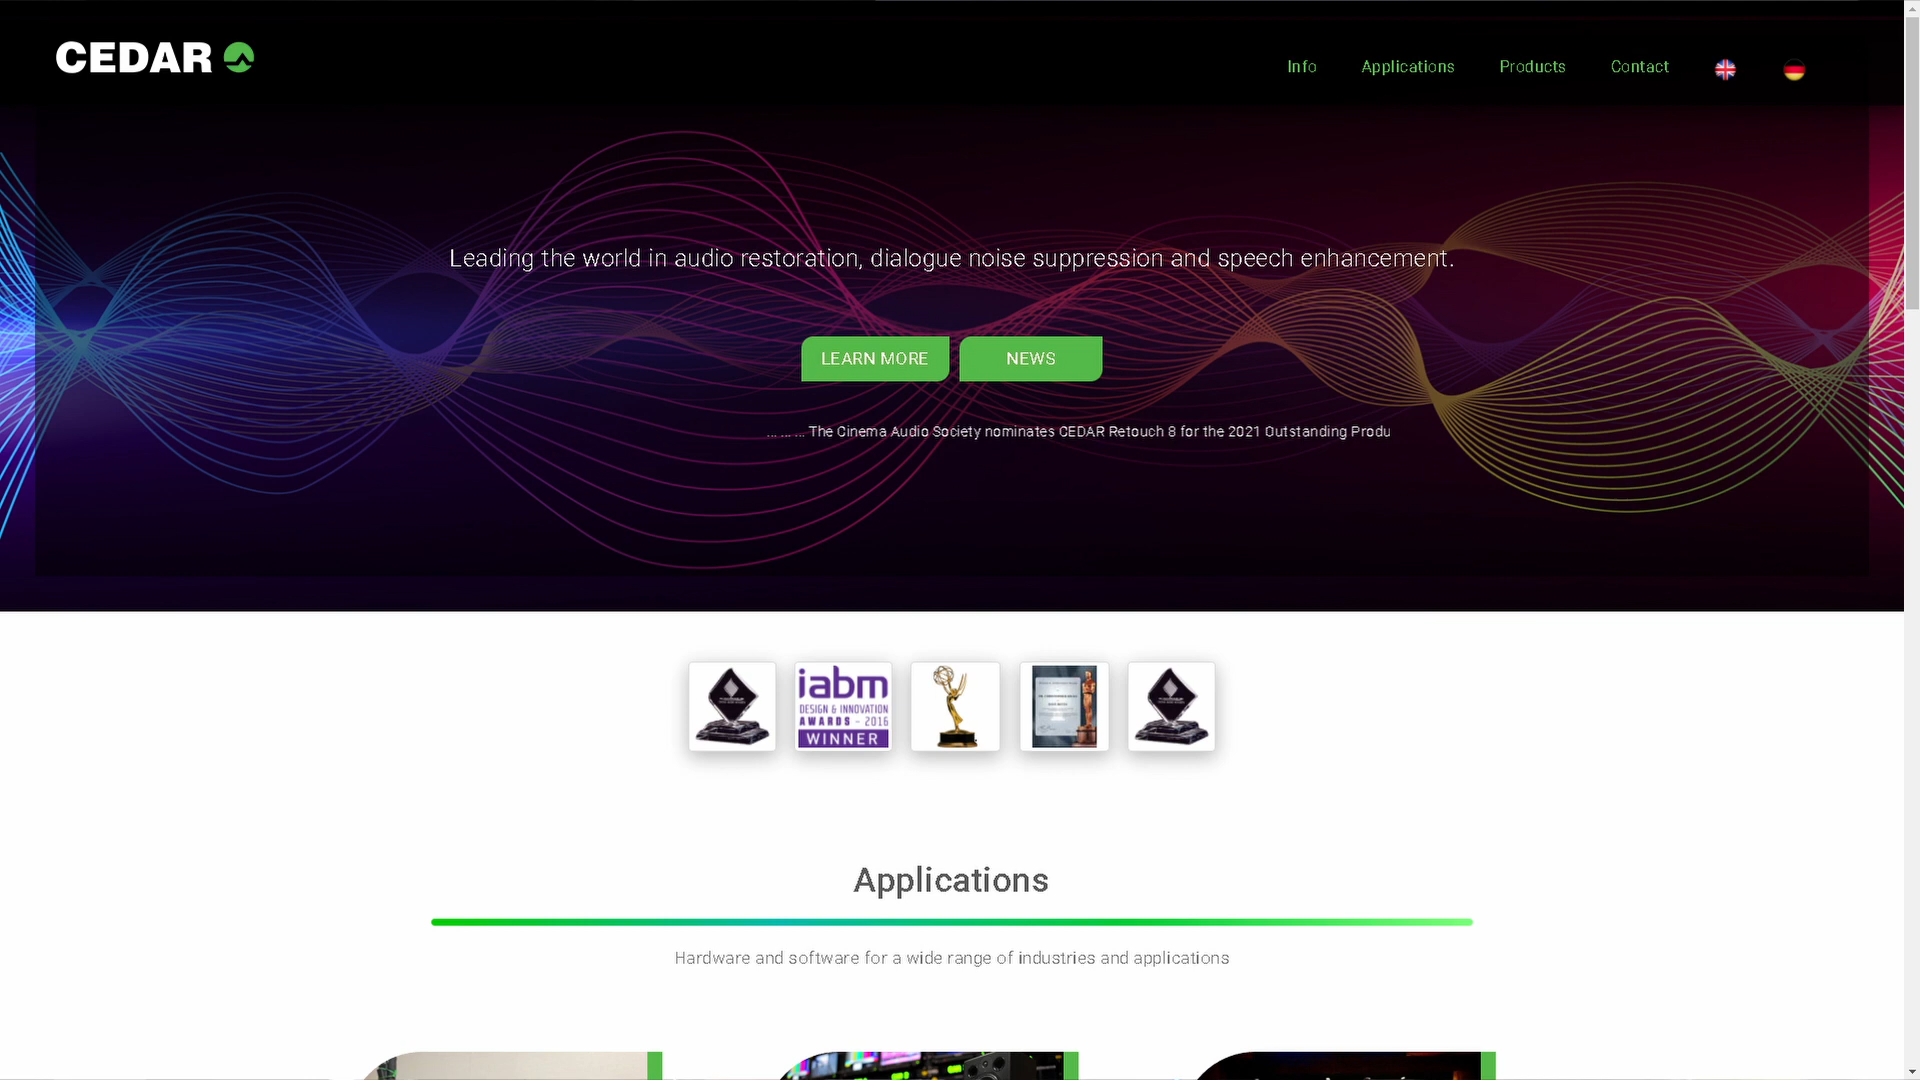 CEDAR
Info
Applications
Products
Contact
Leading the world in audio restoration, dialogue noise suppression and speech enhancement.
LEARN MORE
NEWS
... ... ... The Cinema Audio Society nominates CEDAR Retouch 8 for the 2021 Outstanding Produ
iabm
DESIGN & INNOVATION
AWARDS - 2016
WINNER
Applications
Hardware and software for a wide range of industries and applications